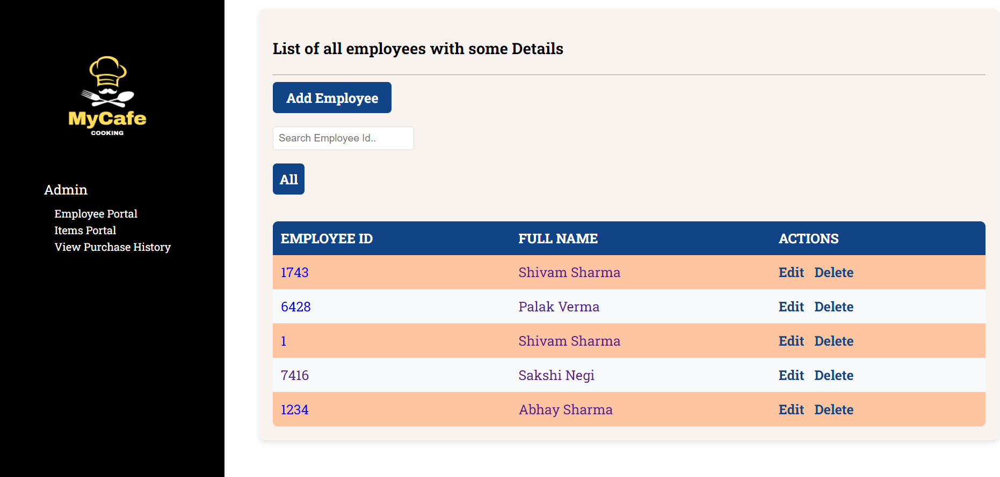 MyCafe
COOKING
Admin
Employee Portal
Items Portal
View Purchase History
List of all employees with some Details
Add Employee
Search Employee Id..
All
EMPLOYEE ID FULL NAME ACTIONS
1743 Shivam Sharma Edit Delete
6428 Palak Verma Edit Delete
1 Shivam Sharma Edit Delete
7416 Sakshi Negi Edit Delete
1234 Abhay Sharma Edit Delete